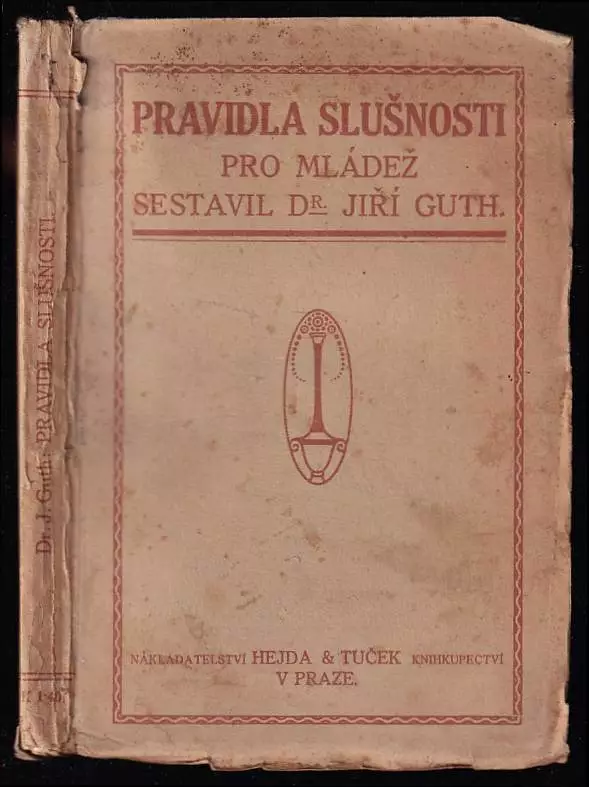 PRAVIDLA SLUŠNOSTI
PRO MLÁDEŽ
SESTAVIL DR. JIŘÍ GUTH.
NAKLADATELSTVÍ HEJDA & TUČEK KNIHKUPECTVÍ
V PRAZE.
Dr. J. Guth: PRAVIDLA SLUŠNOSTI.